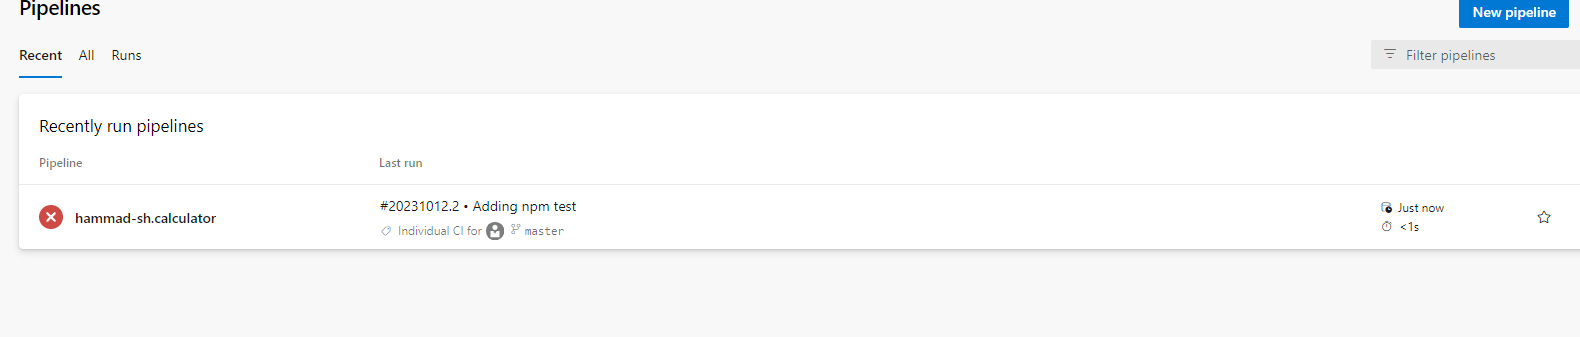 Pipelines
New pipeline
Recent All Runs
Filter pipelines
Recently run pipelines
Pipeline Last run
hammad-sh.calculator
#20231012.2 • Adding npm test
Individual CI for master
Just now
<1s